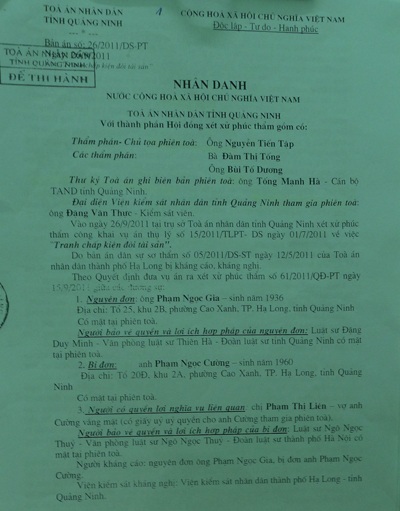 TOÀ ÁN NHÂN DÂN
TỈNH QUẢNG NINH
1
CỘNG HOÀ XÃ HỘI CHỦ NGHĨA VIỆT NAM
Độc lập - Tự do - Hạnh phúc
Bản án số: 26/2011/DS-PT
TOÀ ÁN NHÂN DÂN
TỈNH QUẢNG NINH
ĐỂ THI HÀNH
kiện đòi tài sản"
NHÂN DANH
NƯỚC CỘNG HOÀ XÃ HỘI CHỦ NGHĨA VIỆT NAM
TOÀ ÁN NHÂN DÂN TỈNH QUẢNG NINH
Với thành phần Hội đồng xét xử phúc thẩm gồm có:
Thẩm phán- Chủ tọa phiên toà: Ông Nguyễn Tiến Tăp
Các thẩm phán: Bà Đàm Thị Tống
Ông Bùi Tố Dương
Thư ký Toà án ghi biên bản phiên toà: ông Tống Mạnh Hà - Cán bộ
TAND tỉnh Quảng Ninh.
Đại diện Viện kiểm sát nhân dân tỉnh Quảng Ninh tham gia phiên toà:
ông Đặng Văn Thức - Kiểm sát viên.
Vào ngày 26/9/2011 tại trụ sở Toà án nhân dân tỉnh Quảng Ninh xét xử phúc
thẩm công khai vụ án thụ lý số 15/2011/TLPT- DS ngày 01/7/2011 về việc
"Tranh chấp kiện đòi tài sản".
Do bản án dân sự sơ thẩm số 05/2011/DS-ST ngày 12/5/2011 của Toà án
nhân dân thành phố Hạ Long bị kháng cáo, kháng nghị.
Theo Quyết định đưa vụ án ra xét xử phúc thẩm số 61/2011/QĐ-PT ngày
15/9/2011 giữa các đương sự:
1. Nguyên đơn: ông Phạm Ngọc Gia – sinh năm 1936
Địa chỉ: Tổ 25, khu 2B, phường Cao Xanh, TP. Hạ Long, tỉnh Quảng Ninh
Có mặt tại phiên toà.
Người bảo vệ quyền và lợi ích hợp pháp của nguyên đơn: Luật sư Đặng
Duy Minh - Văn phòng luật sư Thiên Hà - Đoàn luật sư tỉnh Quảng Ninh có mặt
tại phiên toà.
2. Bị đơn: anh Phạm Ngọc Cường – sinh năm 1960
Địa chỉ: Tổ 20Đ, khu 2A, phường Cao Xanh, TP. Hạ Long, tỉnh Quảng
Ninh
Có mặt tại phiên toà.
3. Người có quyền lợi nghĩa vụ liên quan: chị Phạm Thị Liên – vợ anh
Cường vắng mặt (có giấy uỷ quyền cho anh Cường tham gia phiên toà).
Người bảo vệ quyền và lợi ích hợp pháp của bị đơn: Luật sư Ngô Ngọc
Thuỷ - Văn phòng luật sư Ngô Ngọc Thuỷ - Đoàn luật sư thành phố Hà Nội có
mặt tại phiên toà.
Người kháng cáo: nguyên đơn ông Phạm Ngọc Gia, bị đơn anh Phạm Ngọc
Cường.
Viện kiểm sát kháng nghị: Viện kiểm sát nhân dân thành phố Hạ Long - tỉnh
Quảng Ninh.